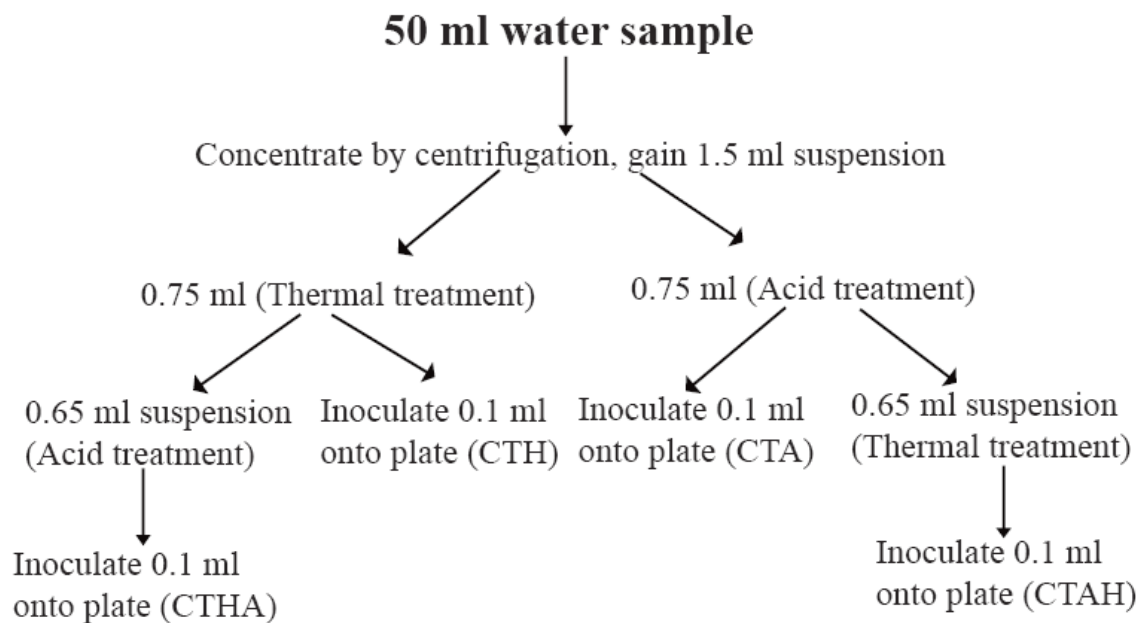 50 ml water sample
Concentrate by centrifugation, gain 1.5 ml suspension
0.75 ml (Thermal treatment)
0.75 ml (Acid treatment)
0.65 ml suspension
(Acid treatment)
Inoculate 0.1 ml
onto plate (CTH)
Inoculate 0.1 ml
onto plate (CTA)
0.65 ml suspension
(Thermal treatment)
Inoculate 0.1 ml
onto plate (CTHA)
Inoculate 0.1 ml
onto plate (CTAH)